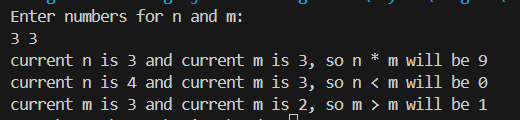 Enter numbers for n and m:
3 3
current n is 3 and current m is 3, so n * m will be 9
current n is 4 and current m is 3, so n < m will be 0
current m is 3 and current m is 2, so m > m will be 1